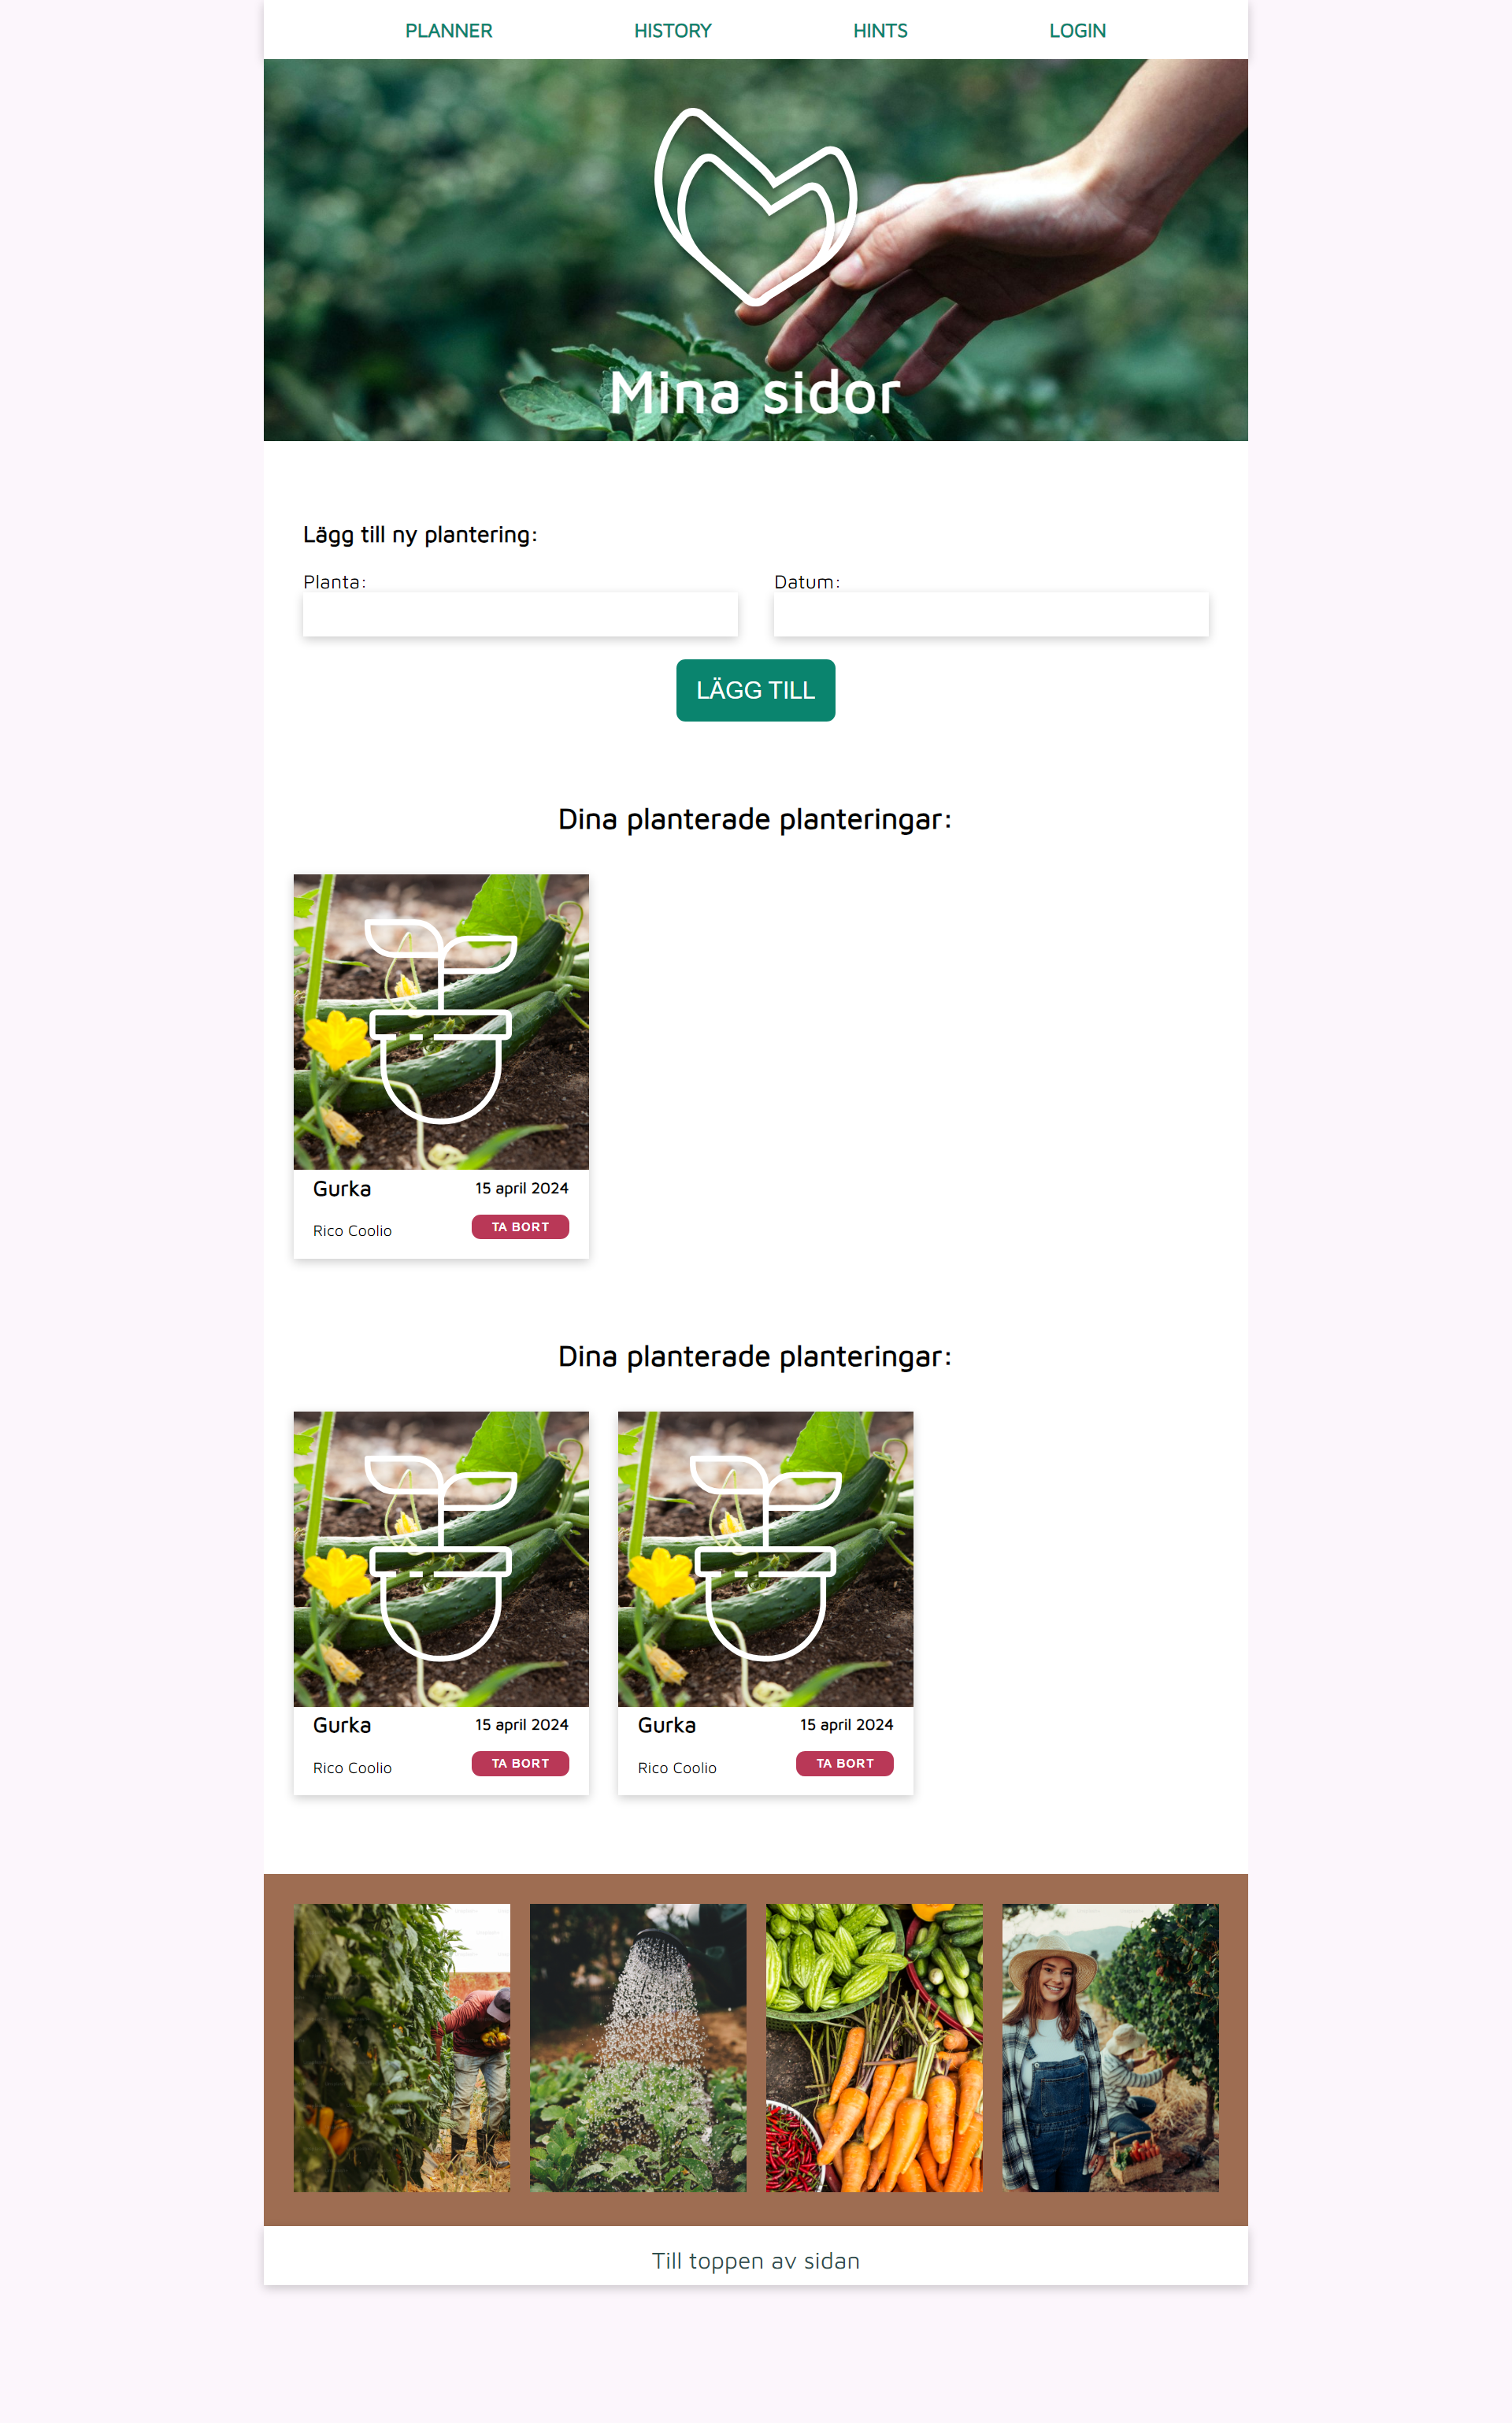 PLANNER HISTORY HINTS LOGIN
Mina sidor
Lägg till ny plantering:
Planta: Datum:
LÄGG TILL
Dina planterade planteringar:
Gurka 15 april 2024
Rico Coolio TA BORT
Dina planterade planteringar:
Gurka 15 april 2024 Gurka 15 april 2024
Rico Coolio TA BORT Rico Coolio TA BORT
Till toppen av sidan